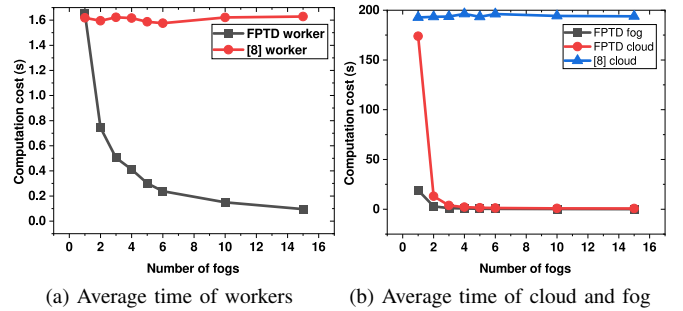 1.6
1.4
1.2
1.0
0.8
0.6
0.4
0.2
0.0
Computation cost (s)
FPTD worker
[8] worker
0 2 4 6 8 10 12 14 16
Number of fogs
(a) Average time of workers
200
150
100
50
0
Computation cost (s)
FPTD fog
FPTD cloud
[8] cloud
0 2 4 6 8 10 12 14 16
Number of fogs
(b) Average time of cloud and fog